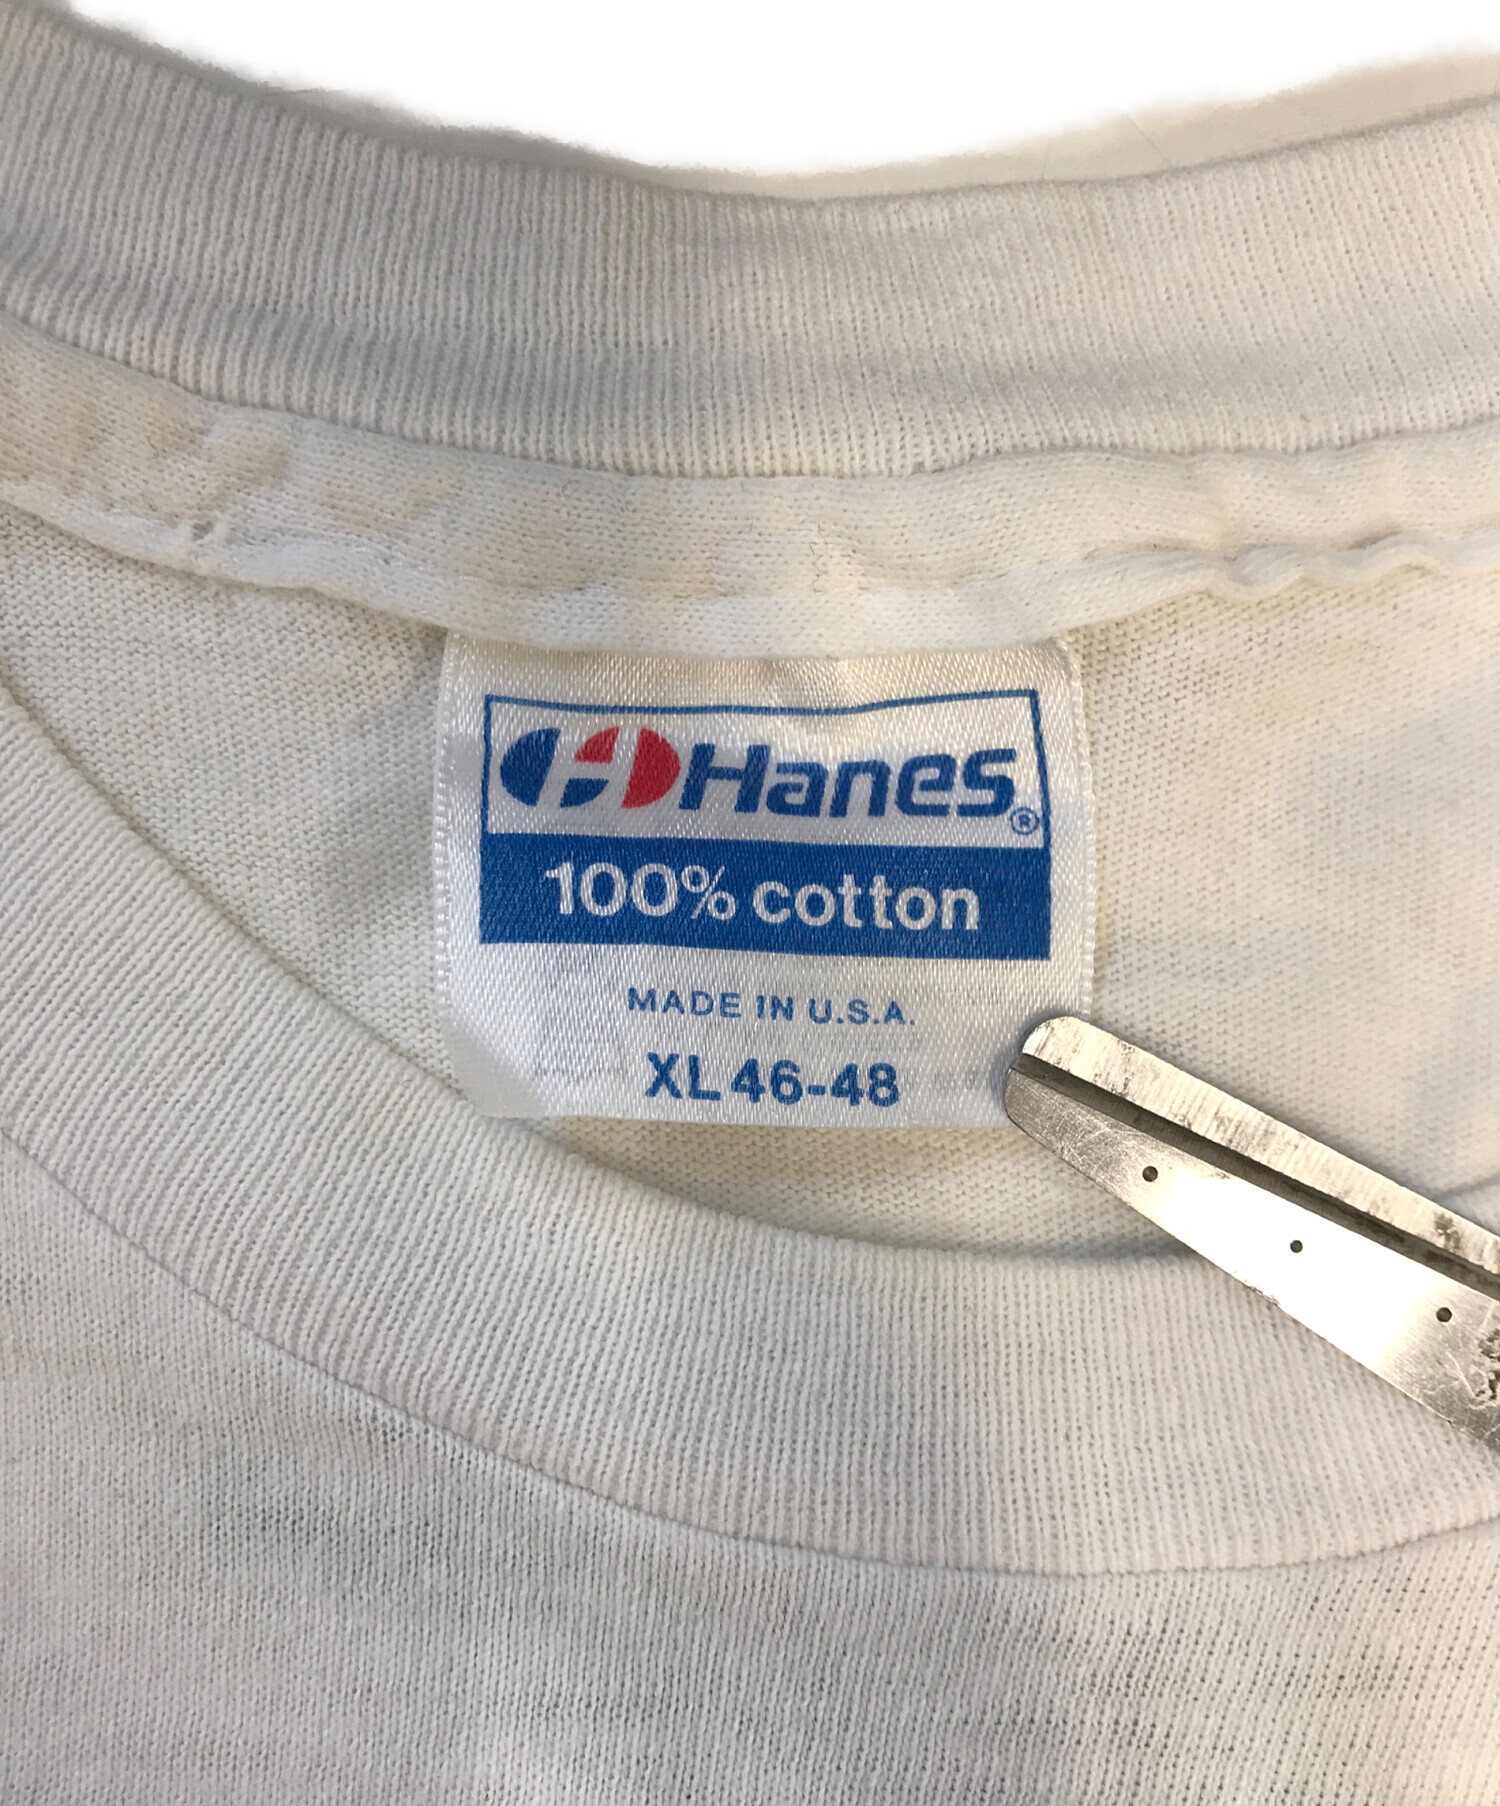 Hanes®
100% cotton
MADE IN U.S.A.
XL 46-48